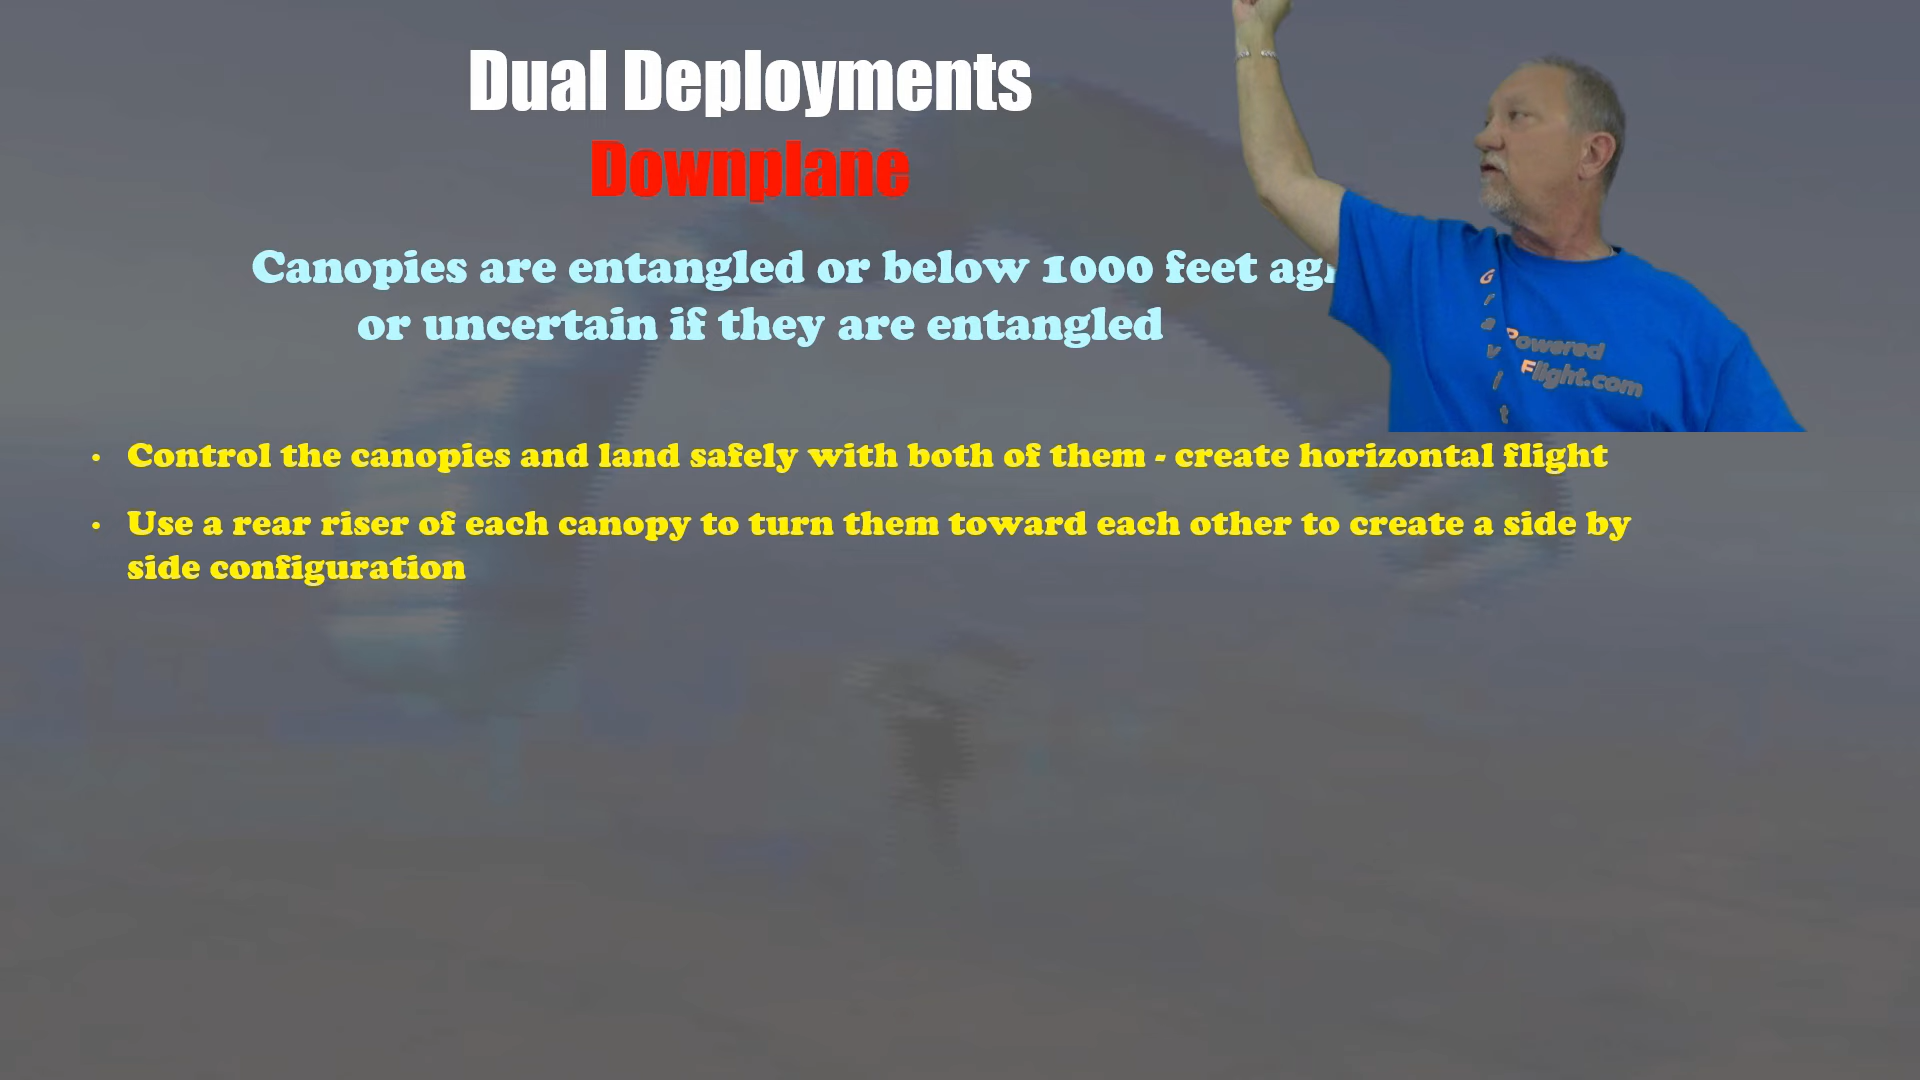 Dual Deployments
Downplane
Canopies are entangled or below 1000 feet agl
or uncertain if they are entangled
• Control the canopies and land safely with both of them - create horizontal flight
• Use a rear riser of each canopy to turn them toward each other to create a side by
side configuration
Gravit
Powered
Flight.com